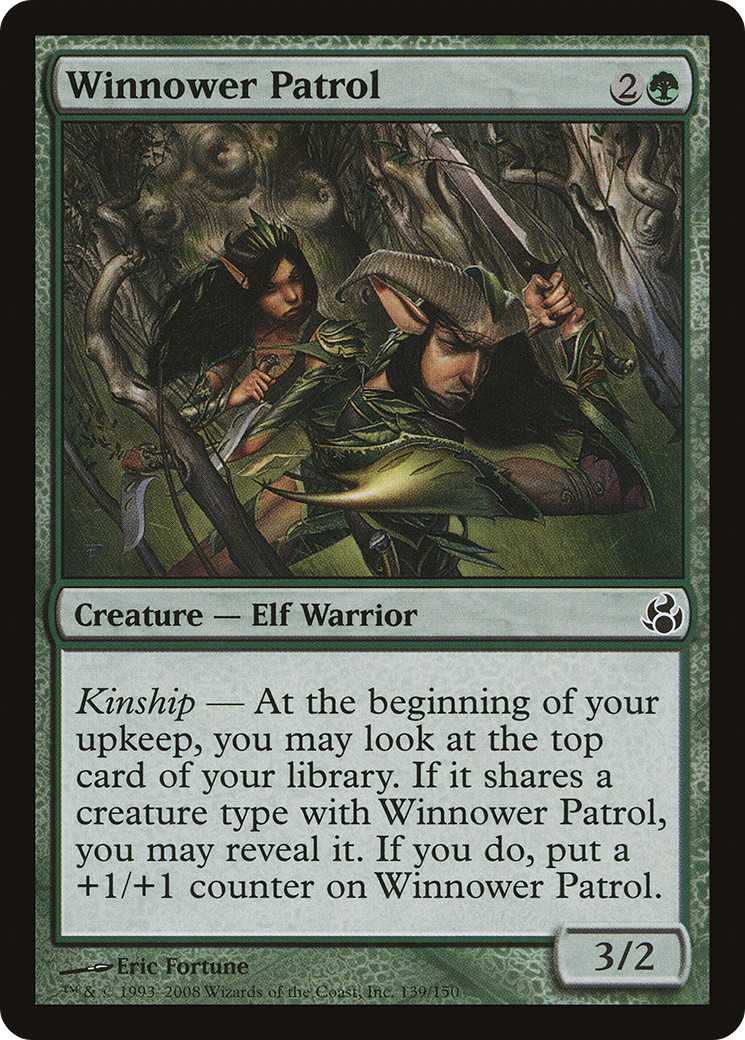 Winnower Patrol 2
Creature — Elf Warrior
Kinship — At the beginning of your
upkeep, you may look at the top
card of your library. If it shares a
creature type with Winnower Patrol,
you may reveal it. If you do, put a
+1/+1 counter on Winnower Patrol.
3/2
Eric Fortune
™ & © 1993–2008 Wizards of the Coast, Inc. 139/150